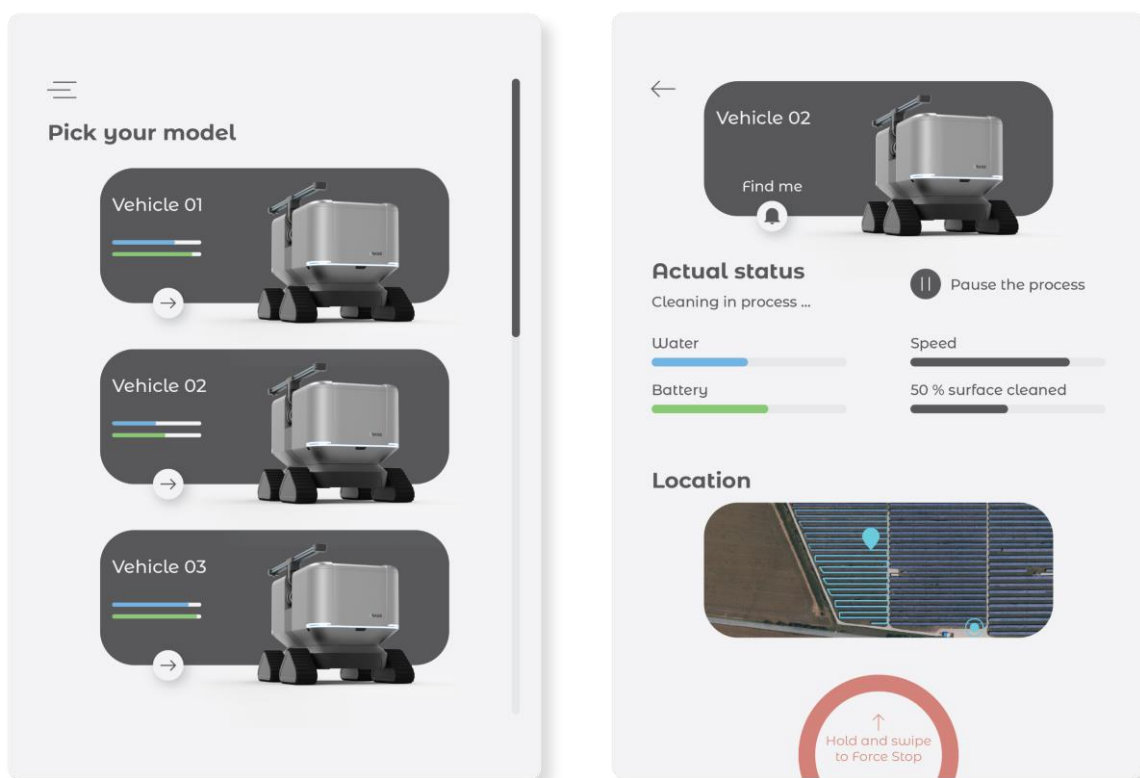 Pick your model
Vehicle 01
Vehicle 02
Vehicle 03
Vehicle 02
Find me
Actual status
Cleaning in process ...
Pause the process
Water
Speed
Battery
50 % surface cleaned
Location
Hold and swipe
to Force Stop